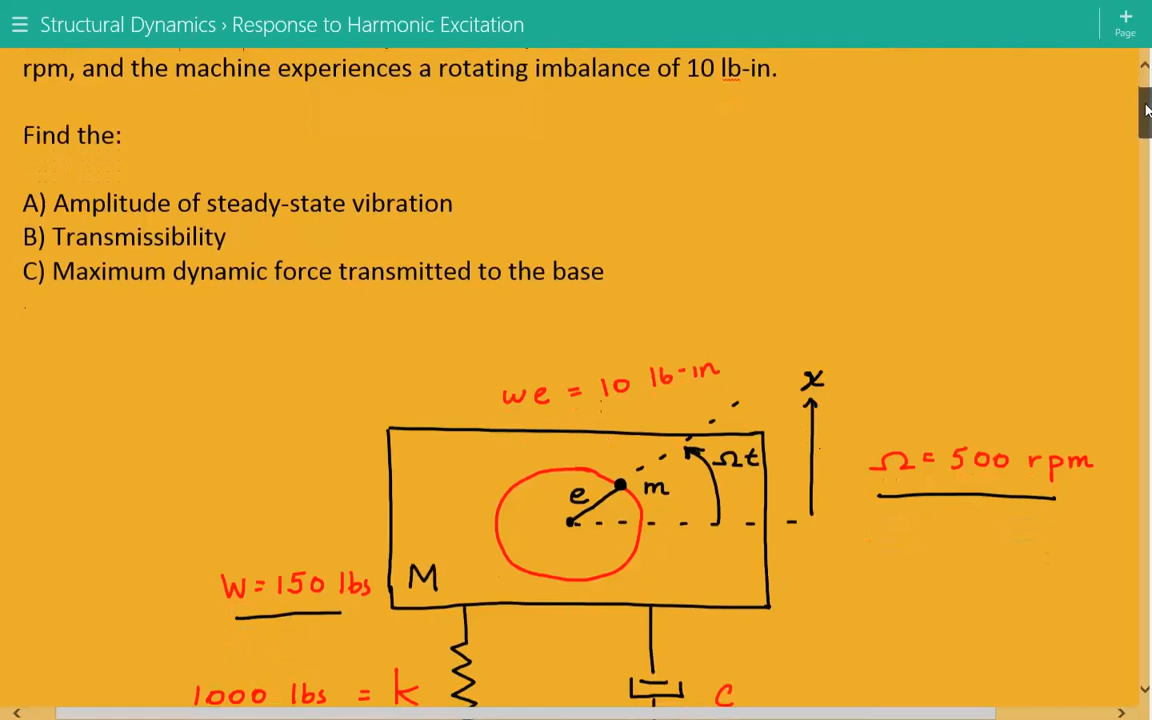 Structural Dynamics › Response to Harmonic Excitation
Page
rpm, and the machine experiences a rotating imbalance of 10 lb-in.
Find the:
A) Amplitude of steady-state vibration
B) Transmissibility
C) Maximum dynamic force transmitted to the base
we = 10 lb-in
x
Ωt
Ω = 500 rpm
e
m
W = 150 lbs
M
1000 lbs = k
c